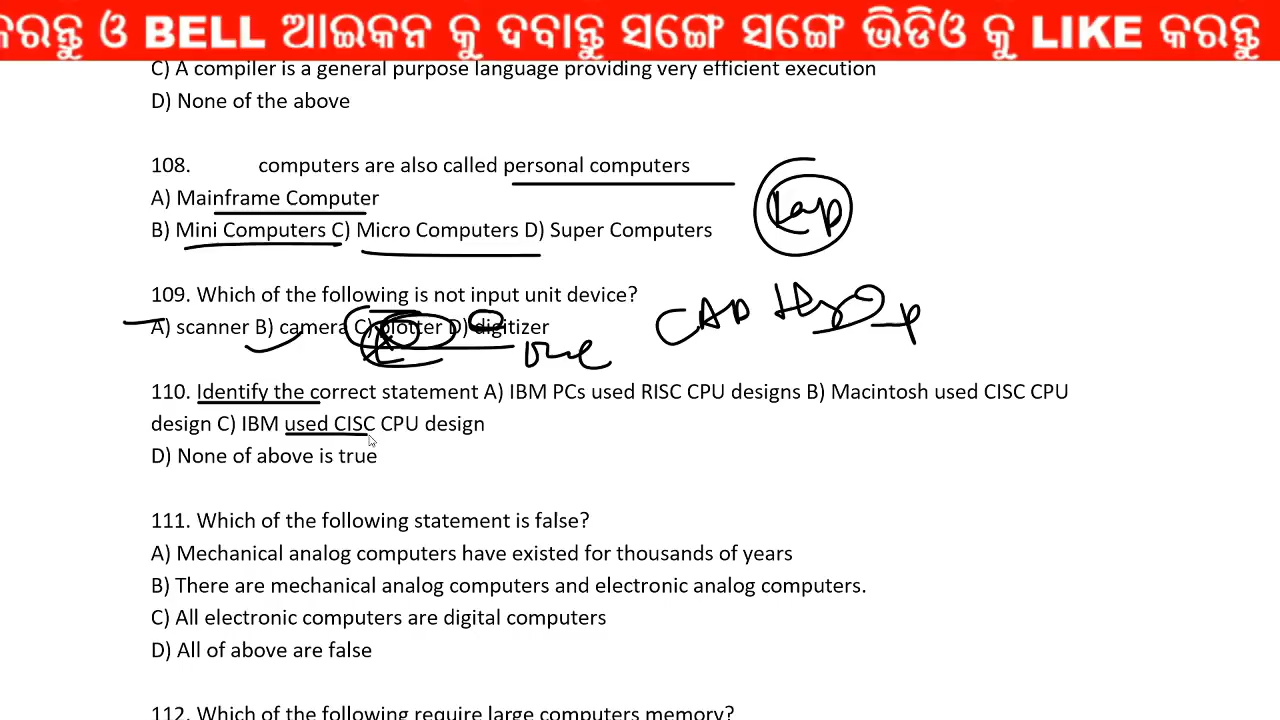 କରନ୍ତୁ ଓ BELL ଆଇକନ କୁ ଦବାନ୍ତୁ ସଙ୍ଗେ ସଙ୍ଗେ ଭିଡିଓ କୁ LIKE କରନ୍ତୁ
C) A compiler is a general purpose language providing very efficient execution
D) None of the above
108. computers are also called personal computers
A) Mainframe Computer
B) Mini Computers C) Micro Computers D) Super Computers
Lap
109. Which of the following is not input unit device?
A) scanner B) camera C) plotter D) digitizer
CAD
110. Identify the correct statement A) IBM PCs used RISC CPU designs B) Macintosh used CISC CPU
design C) IBM used CISC CPU design
D) None of above is true
111. Which of the following statement is false?
A) Mechanical analog computers have existed for thousands of years
B) There are mechanical analog computers and electronic analog computers.
C) All electronic computers are digital computers
D) All of above are false
112. Which of the following require large computers memory?